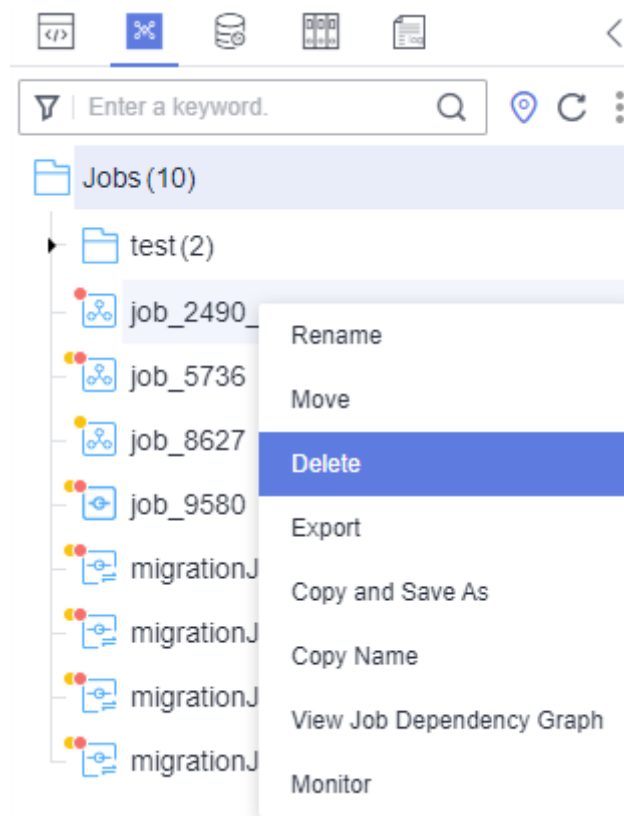 Enter a keyword.
Jobs (10)
test (2)
job_2490_
job_5736
job_8627
job_9580
migrationJ
migrationJ
migrationJ
migrationJ
Rename
Move
Delete
Export
Copy and Save As
Copy Name
View Job Dependency Graph
Monitor